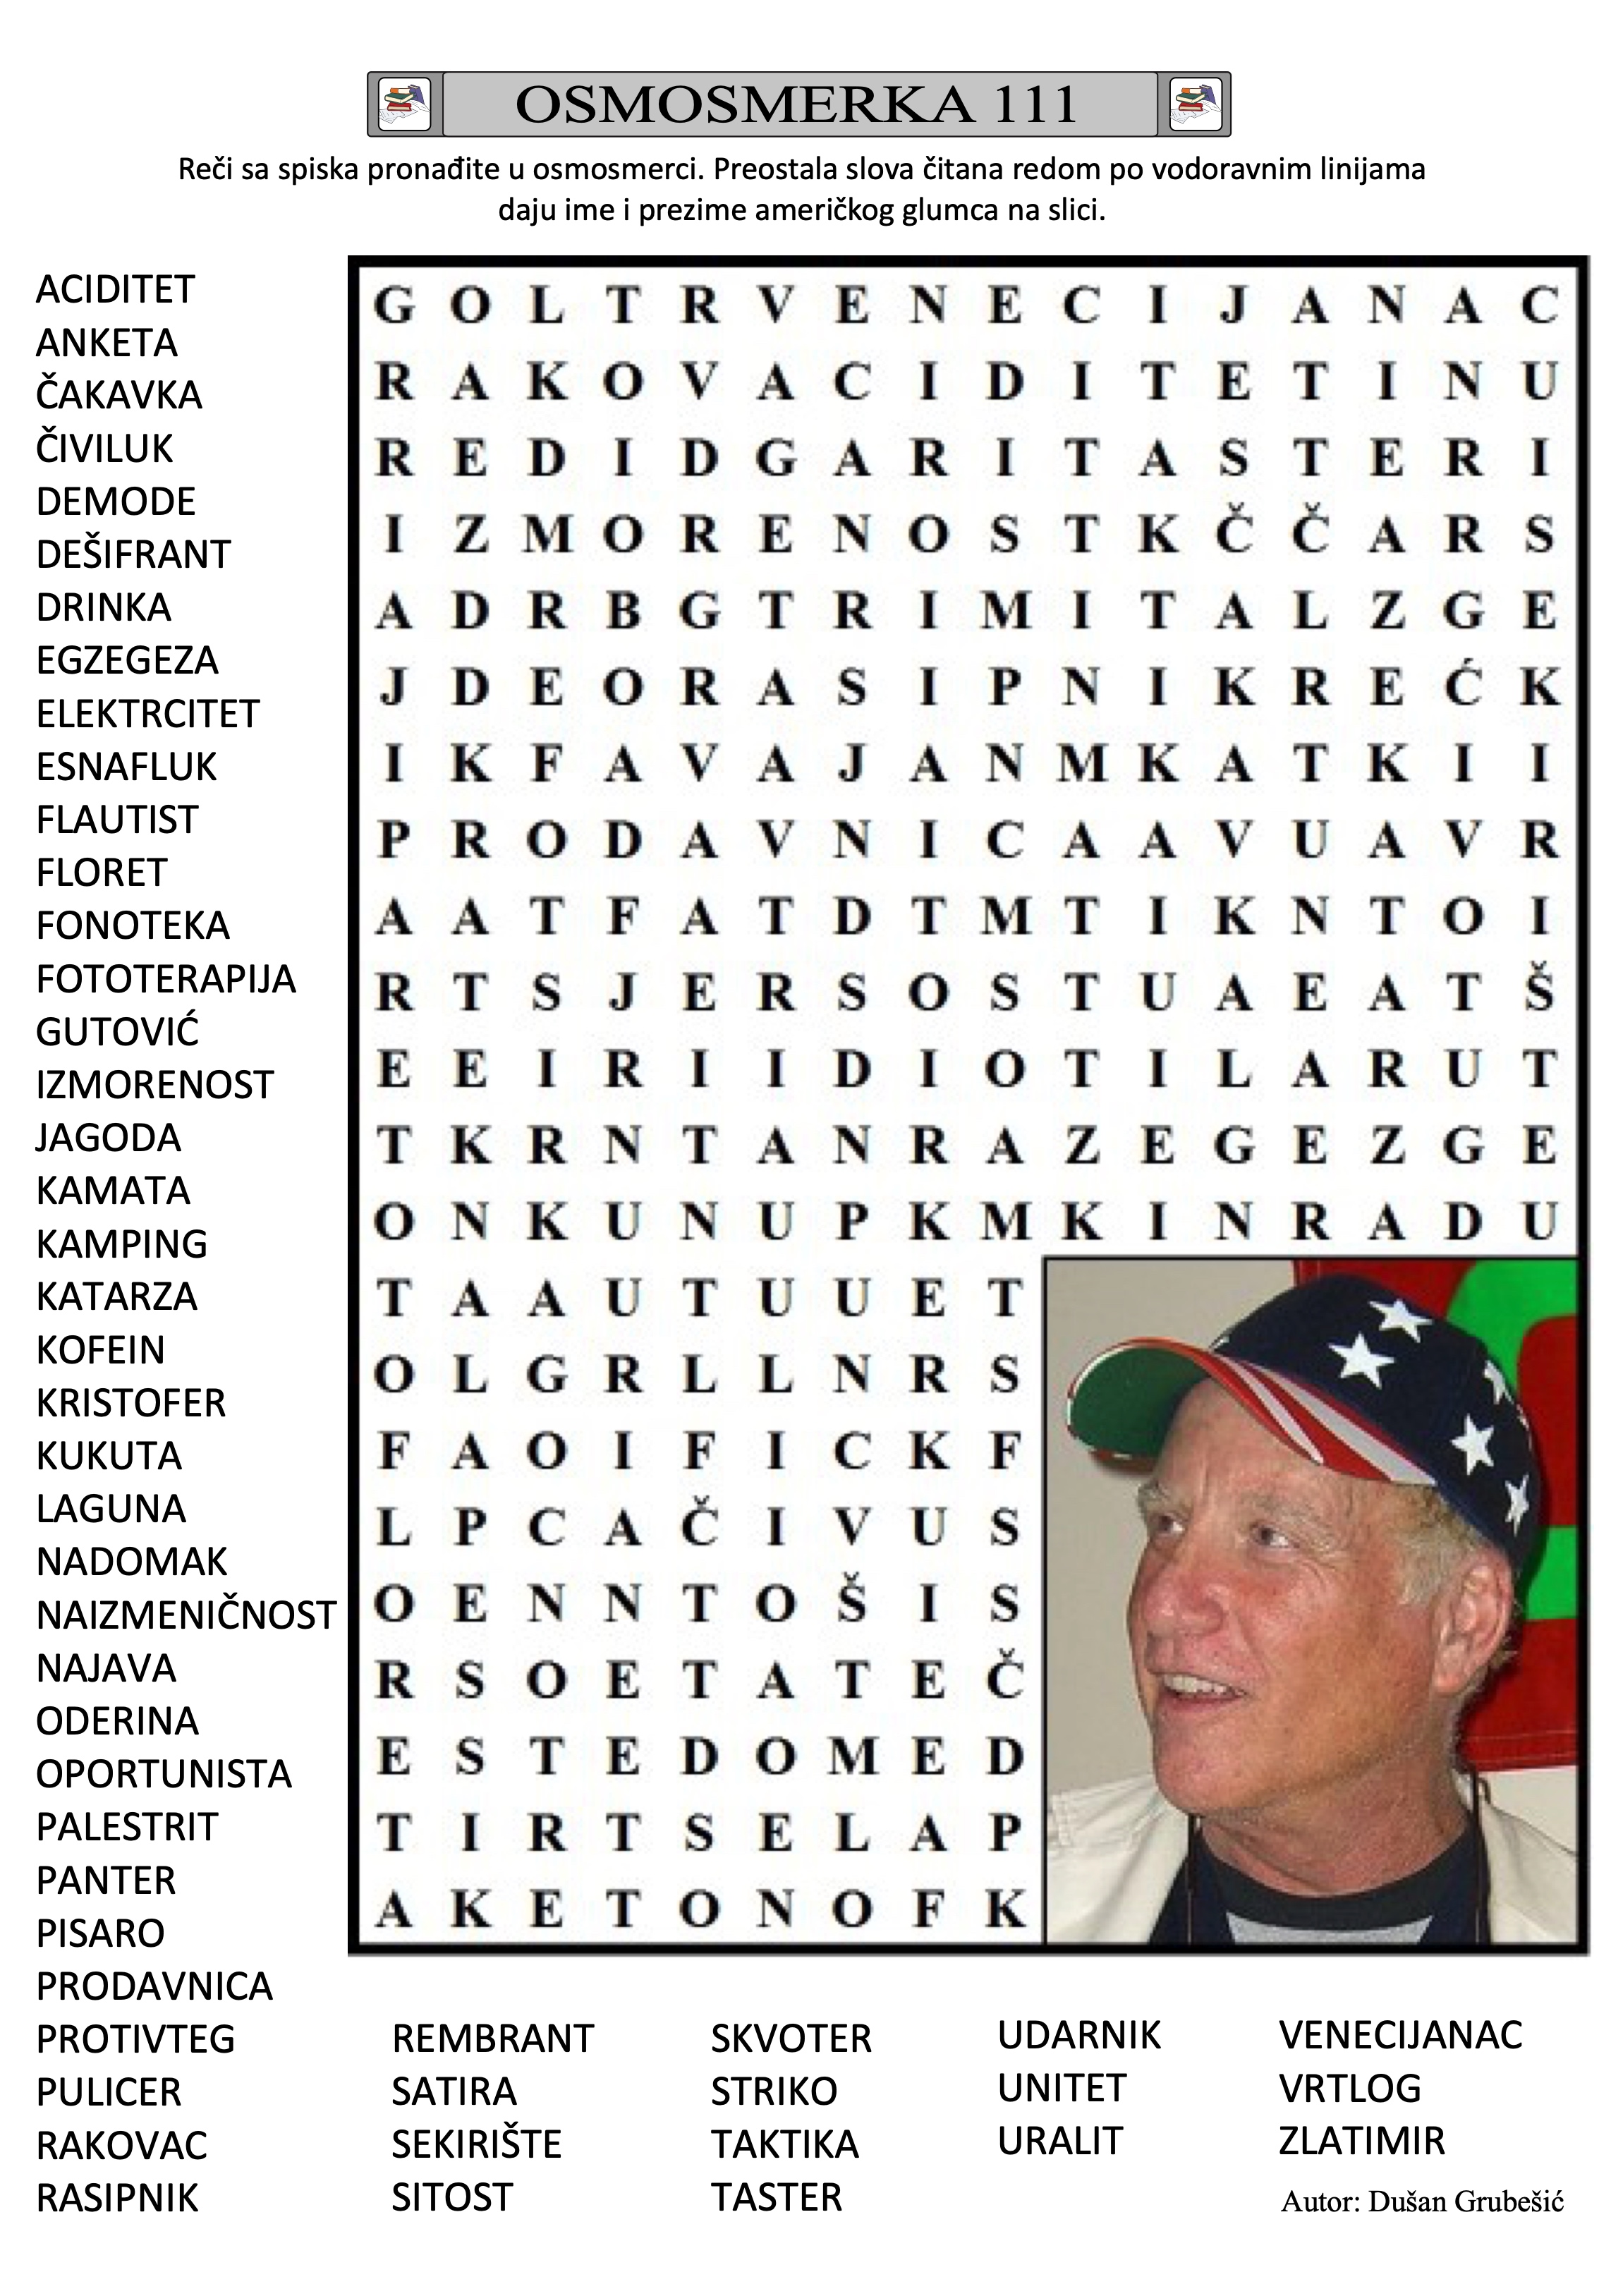 OSMOSMERKA 111
Reči sa spiska pronađite u osmosmerci. Preostala slova čitana redom po vodoravnim linijama
daju ime i prezime američkog glumca na slici.
ACIDITET
ANKETA
ČAKAVKA
ČIVILUK
DEMODE
DEŠIFRANT
DRINKA
EGZEGEZA
ELEKTRCITET
ESNAFLUK
FLAUTIST
FLORET
FONOTEKA
FOTOTERAPIJA
GUTOVIĆ
IZMORENOST
JAGODA
KAMATA
KAMPING
KATARZA
KOFEIN
KRISTOFER
KUKUTA
LAGUNA
NADOMAK
NAIZMENIČNOST
NAJAVA
ODERINA
OPORTUNISTA
PALESTRIT
PANTER
PISARO
PRODAVNICA
PROTIVTEG
PULICER
RAKOVAC
RASIPNIK
G O L T R V E N E C I J A N A C
R A K O V A C I D I T E T I N U
R E D I D G A R I T A S T E R I
I Z M O R E N O S T K Č Č A R S
A D R B G T R I M I T A L Z G E
J D E O R A S I P N I K R E Ć K
I K F A V A J A N M K A T K I I
P R O D A V N I C A A V U A V R
A A T F A T D T M T I K N T O I
R T S J E R S O S T U A E A T Š
E E I R I I D I O T I L A R U T
T K R N T A N R A Z E G E Z G E
O N K U N U P K M K I N R A D U
T A A U T U U E T
O L G R L L N R S
F A O I F I C K F
L P C A Č I V U S
O E N N T O Š I S
R S O E T A T E Č
E S T E D O M E D
T I R T S E L A P
A K E T O N O F K
REMBRANT
SATIRA
SEKIRIŠTE
SITOST
SKVOTER
STRIKO
TAKTIKA
TASTER
UDARNIK
UNITET
URALIT
VENECIJANAC
VRTLOG
ZLATIMIR
Autor: Dušan Grubešić